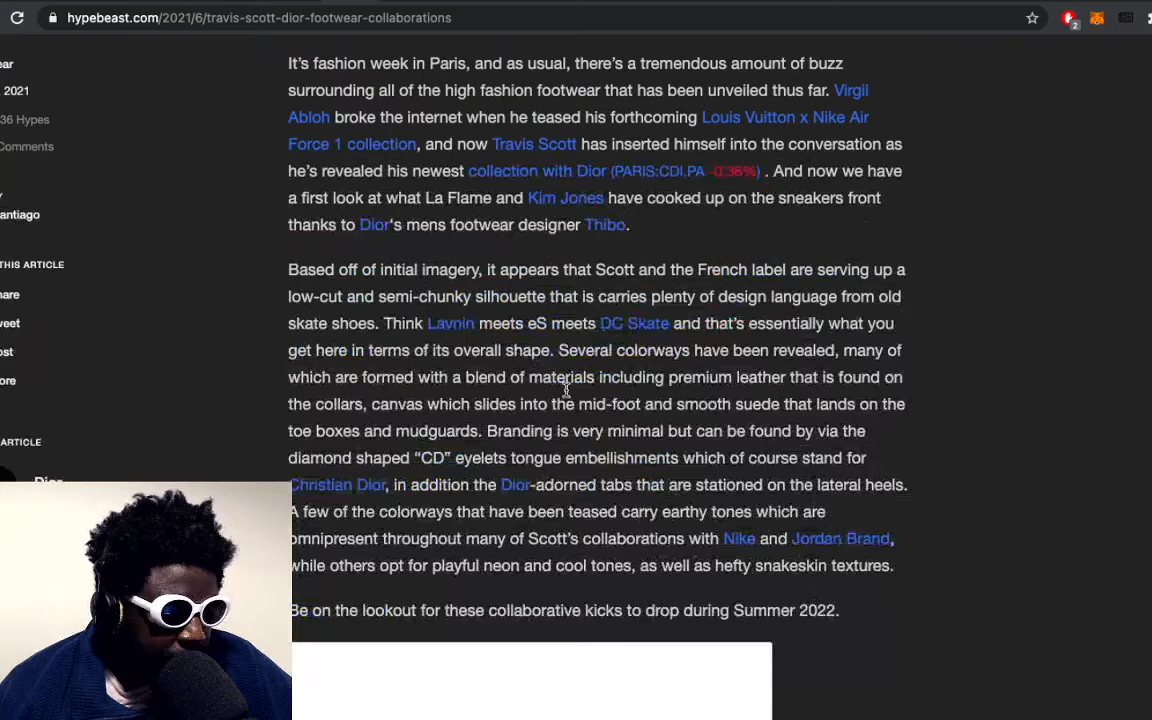 hypebeast.com/2021/6/travis-scott-dior-footwear-collaborations
2
ear
2021
36 Hypes
Comments
Y
antiago
THIS ARTICLE
hare
weet
ost
ore
ARTICLE
Dior
It’s fashion week in Paris, and as usual, there’s a tremendous amount of buzz
surrounding all of the high fashion footwear that has been unveiled thus far. Virgil
Abloh broke the internet when he teased his forthcoming Louis Vuitton x Nike Air
Force 1 collection, and now Travis Scott has inserted himself into the conversation as
he’s revealed his newest collection with Dior (PARIS:CDI.PA -0.36%) . And now we have
a first look at what La Flame and Kim Jones have cooked up on the sneakers front
thanks to Dior‘s mens footwear designer Thibo.
Based off of initial imagery, it appears that Scott and the French label are serving up a
low-cut and semi-chunky silhouette that is carries plenty of design language from old
skate shoes. Think Lavnin meets eS meets DC Skate and that’s essentially what you
get here in terms of its overall shape. Several colorways have been revealed, many of
which are formed with a blend of materials including premium leather that is found on
the collars, canvas which slides into the mid-foot and smooth suede that lands on the
toe boxes and mudguards. Branding is very minimal but can be found by via the
diamond shaped “CD” eyelets tongue embellishments which of course stand for
Christian Dior, in addition the Dior-adorned tabs that are stationed on the lateral heels.
A few of the colorways that have been teased carry earthy tones which are
omnipresent throughout many of Scott’s collaborations with Nike and Jordan Brand,
while others opt for playful neon and cool tones, as well as hefty snakeskin textures.
Be on the lookout for these collaborative kicks to drop during Summer 2022.